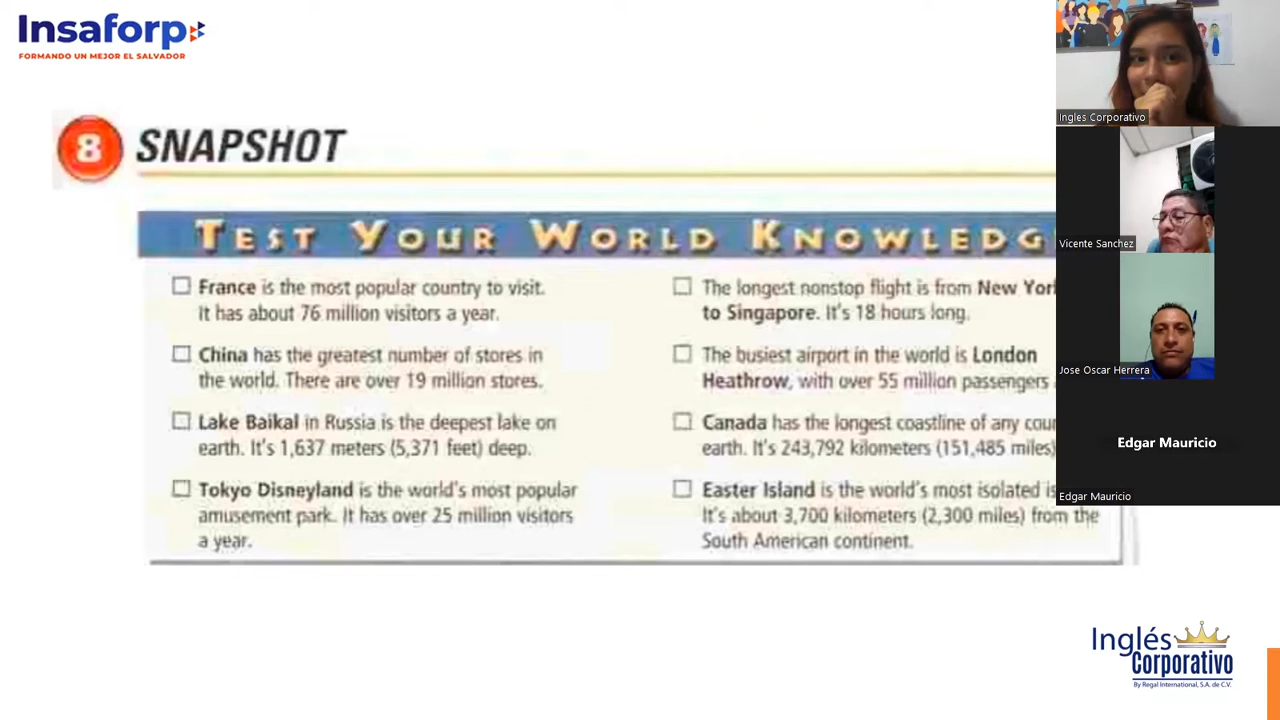 Insaforp
FORMANDO UN MEJOR EL SALVADOR
8 SNAPSHOT
TEST YOUR WORLD KNOWLEDG
France is the most popular country to visit.
It has about 76 million visitors a year.
China has the greatest number of stores in
the world. There are over 19 million stores.
Lake Baikal in Russia is the deepest lake on
earth. It's 1,637 meters (5,371 feet) deep.
Tokyo Disneyland is the world's most popular
amusement park. It has over 25 million visitors
a year.
The longest nonstop flight is from New York
to Singapore. It's 18 hours long.
The busiest airport in the world is London
Heathrow, with over 55 million passengers
Canada has the longest coastline of any cou
earth. It's 243,792 kilometers (151,485 miles)
Easter Island is the world's most isolated is
It's about 3,700 kilometers (2,300 miles) from the
South American continent.
Ingles Corporativo
Vicente Sanchez
Jose Oscar Herrera
Edgar Mauricio
Edgar Mauricio
Inglés
Corporativo
By Regal International, S.A. de C.V.